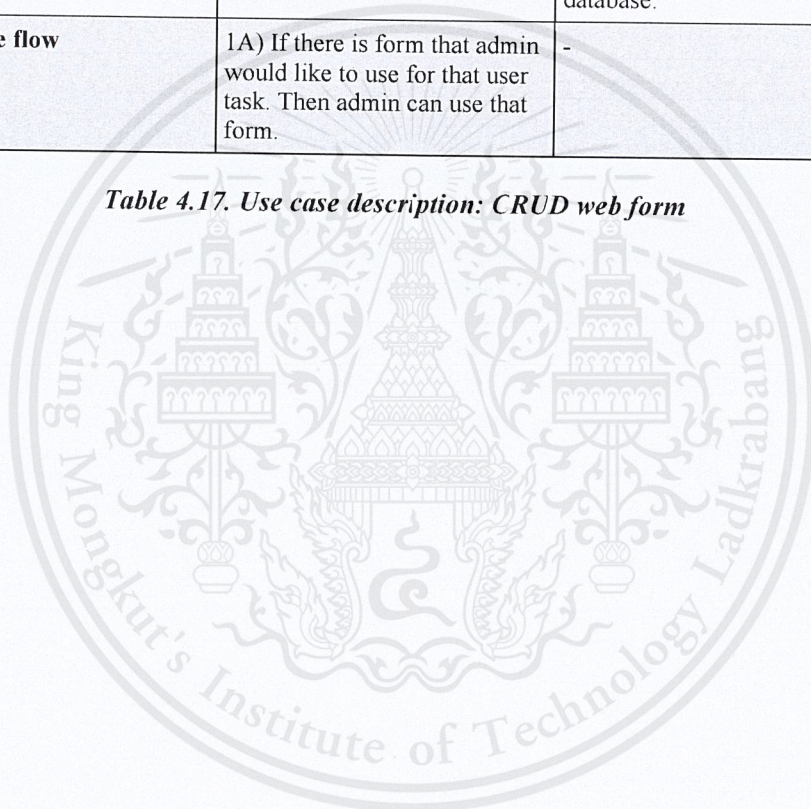 database.
e flow
1A) If there is form that admin
would like to use for that user
task. Then admin can use that
form.
-
Table 4.17. Use case description: CRUD web form
King Mongkut's Institute of Technology Ladkrabang